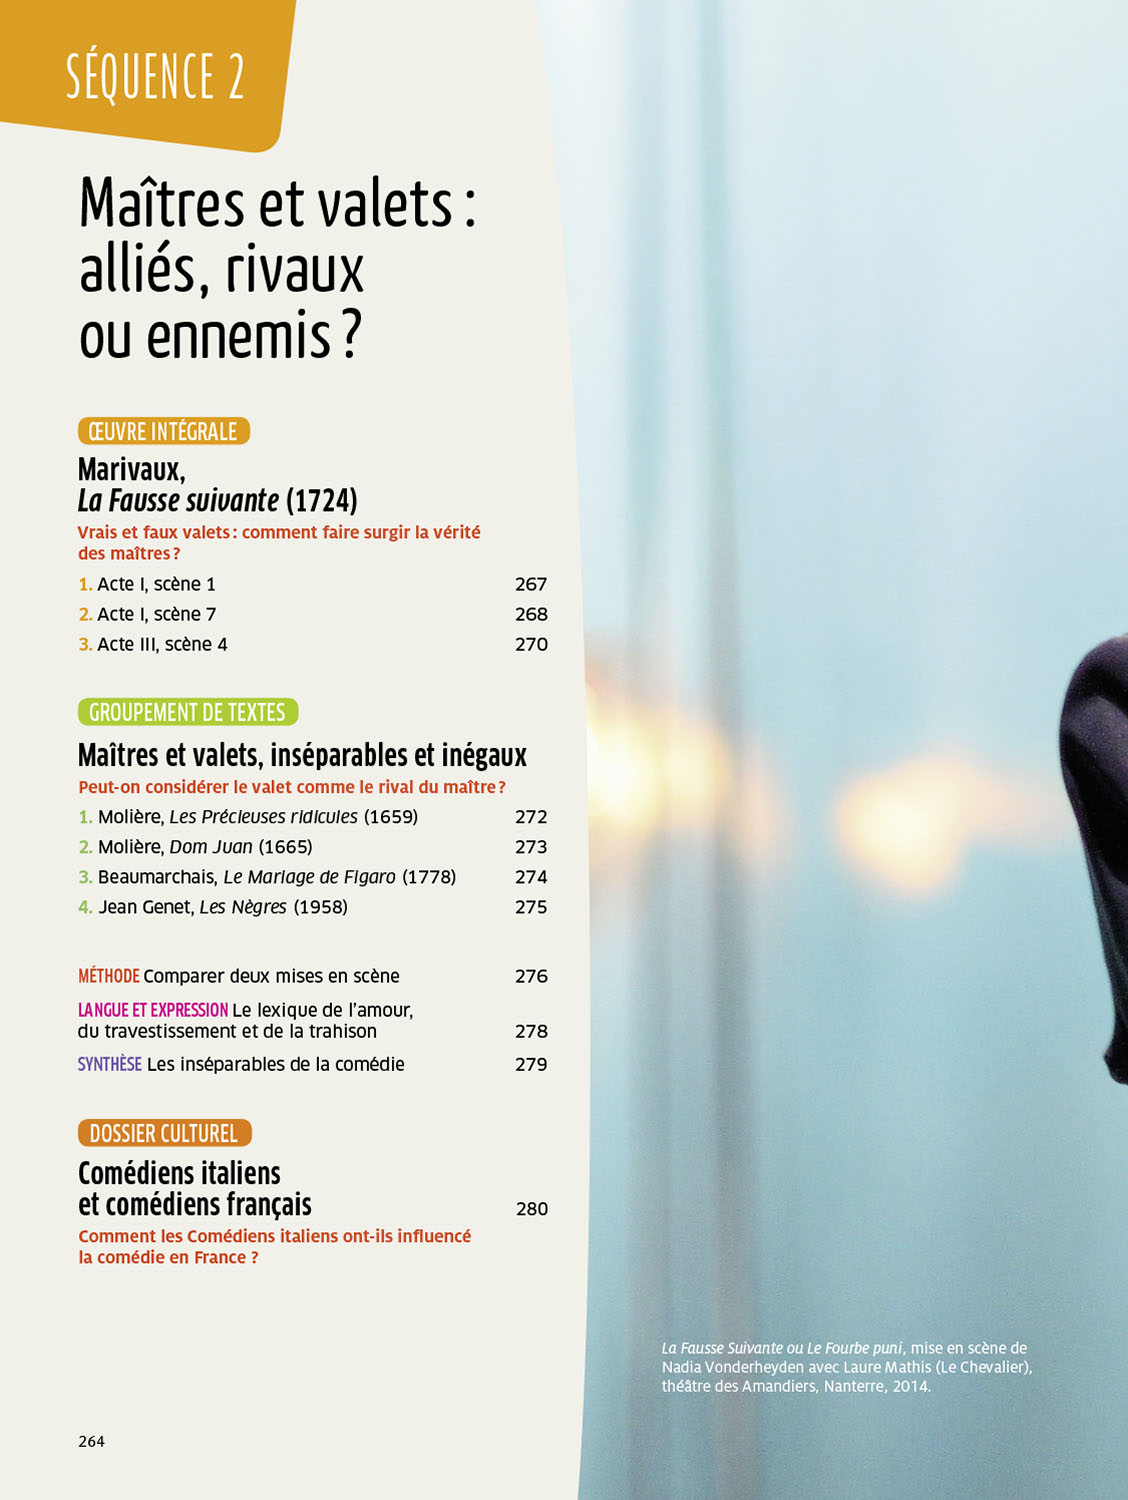 SÉQUENCE 2
Maîtres et valets :
alliés, rivaux
ou ennemis ?
ŒUVRE INTÉGRALE
Marivaux,
La Fausse suivante (1724)
Vrais et faux valets : comment faire surgir la vérité
des maîtres ?
1. Acte I, scène 1 267
2. Acte I, scène 7 268
3. Acte III, scène 4 270
GROUPEMENT DE TEXTES
Maîtres et valets, inséparables et inégaux
Peut-on considérer le valet comme le rival du maître ?
1. Molière, Les Précieuses ridicules (1659) 272
2. Molière, Dom Juan (1665) 273
3. Beaumarchais, Le Mariage de Figaro (1778) 274
4. Jean Genet, Les Nègres (1958) 275
MÉTHODE Comparer deux mises en scène 276
LANGUE ET EXPRESSION Le lexique de l'amour,
du travestissement et de la trahison 278
SYNTHÈSE Les inséparables de la comédie 279
DOSSIER CULTUREL
Comédiens italiens
et comédiens français 280
Comment les Comédiens italiens ont-ils influencé
la comédie en France ?
La Fausse Suivante ou Le Fourbe puni, mise en scène de
Nadia Vonderheyden avec Laure Mathis (Le Chevalier),
théâtre des Amandiers, Nanterre, 2014.
264